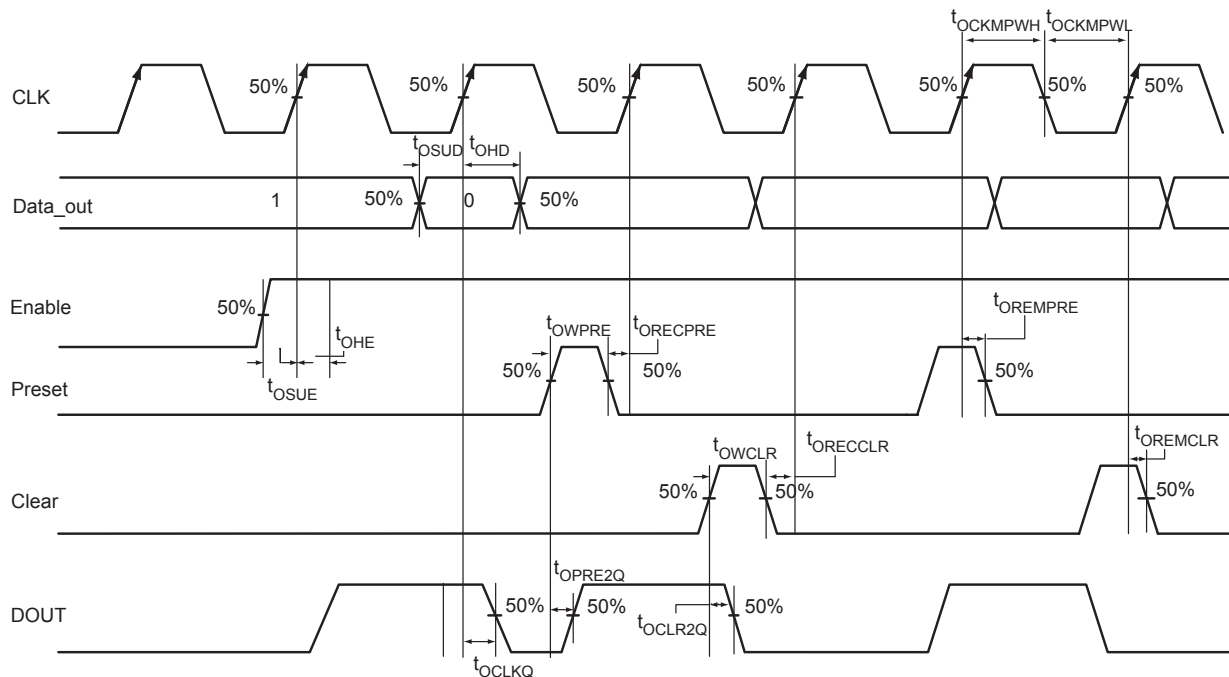 tOCKMPWH tOCKMPWL
CLK
50% 50% 50% 50% 50% 50% 50%
tOSUD tOHD
Data_out
1 50% 0 50%
Enable
50%
tOHE
tOSUE
tOWPRE tORECPRE
tOREMPRE
Preset
50% 50% 50%
tOWCLR tORECCLR
tOREMCLR
Clear
50% 50% 50%
tOPRE2Q
DOUT
50% 50% 50%
tOCLR2Q
tOCLKQ